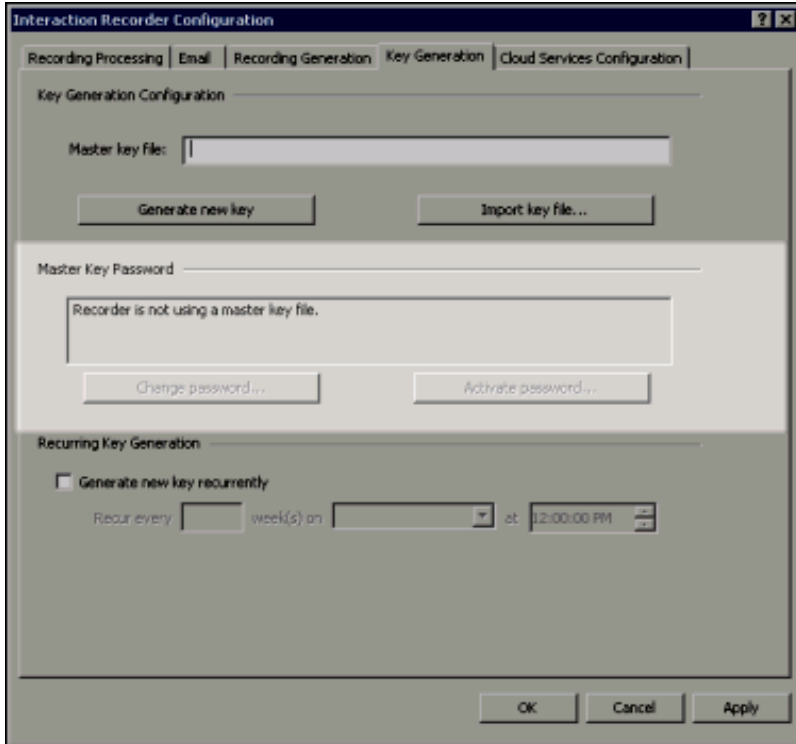 Interaction Recorder Configuration
Recording Processing Email Recording Generation Key Generation Cloud Services Configuration
Key Generation Configuration
Master key file:
Generate new key Import key file...
Master Key Password
Recorder is not using a master key file.
Change password... Activate password...
Recurring Key Generation
Generate new key recurrently
Recur every week(s) on at 12:00:00 PM
OK Cancel Apply